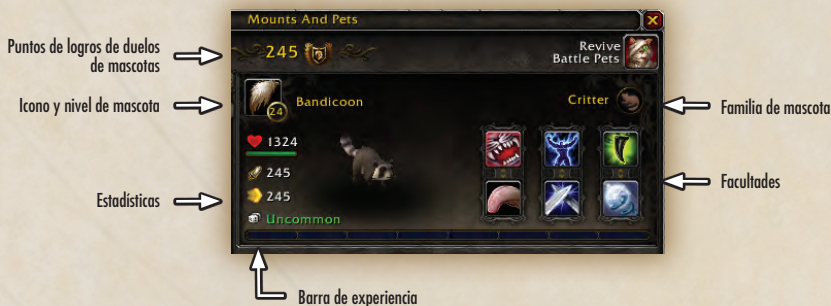 Mounts And Pets
Puntos de logros de duelos
de mascotas
245
Revive
Battle Pets
Icono y nivel de mascota
24
Bandicoon
Critter
Familia de mascota
1324
245
Facultades
Estadísticas
245
Uncommon
Barra de experiencia